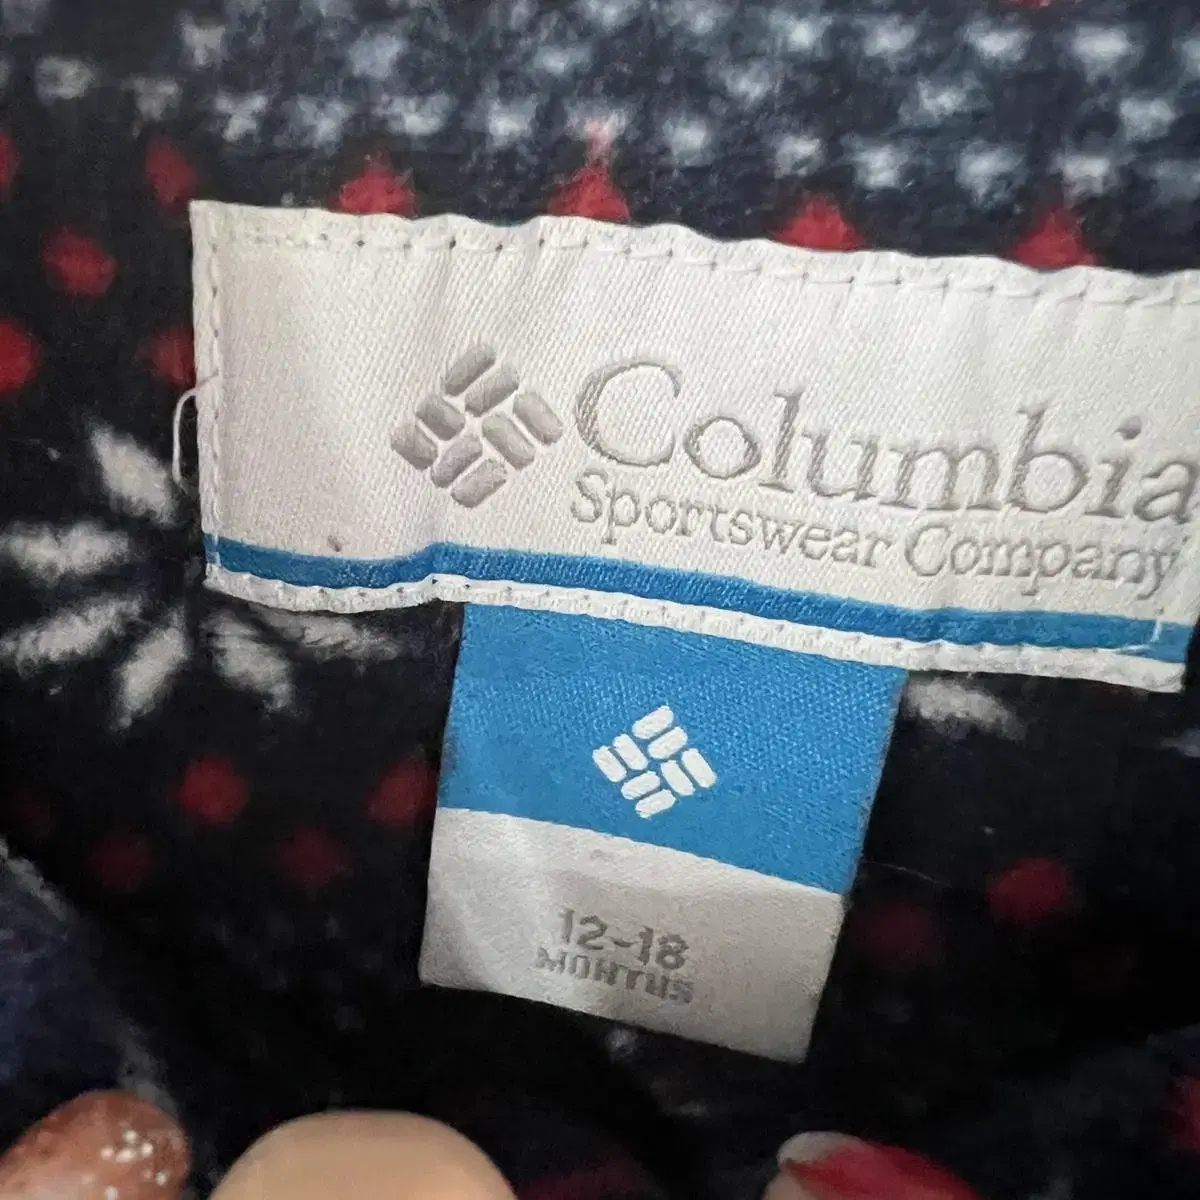 Columbia
Sportswear Company
12-18
MONTHS